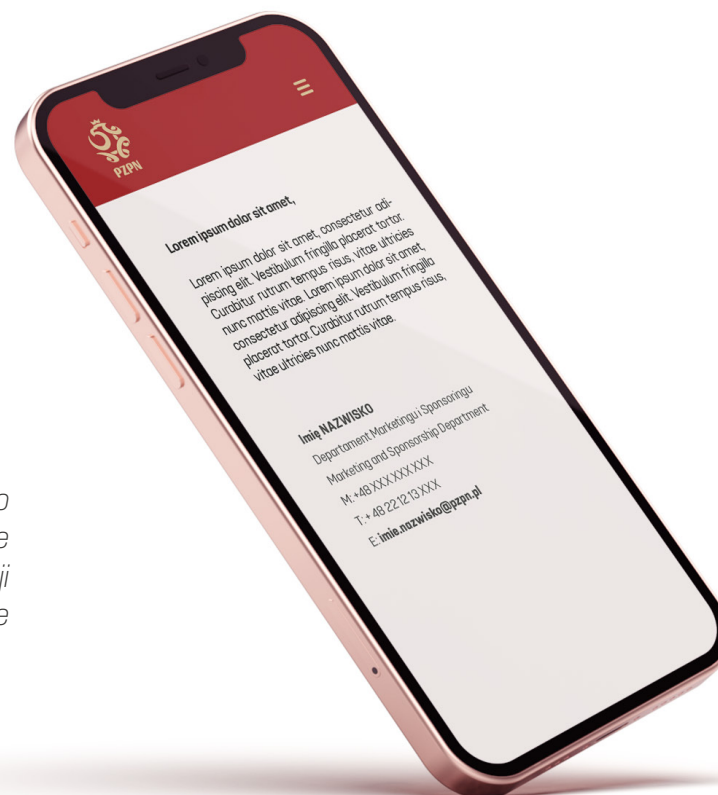 PZPN
Lorem ipsum dolor sit amet,
Lorem ipsum dolor sit amet, consectetur adi-
piscing elit. Vestibulum fringilla placerat tortor.
Curabitur rutrum tempus risus, vitae ultricies
nunc mattis vitae. Lorem ipsum dolor sit amet,
consectetur adipiscing elit. Vestibulum fringilla
placerat tortor. Curabitur rutrum tempus risus,
vitae ultricies nunc mattis vitae.
Imię NAZWISKO
Departament Marketingu i Sponsoringu
Marketing and Sponsorship Department
M: +48 XXX XXX XXX
T: + 48 22 12 13 XXX
E: imie.nazwisko@pzpn.pl